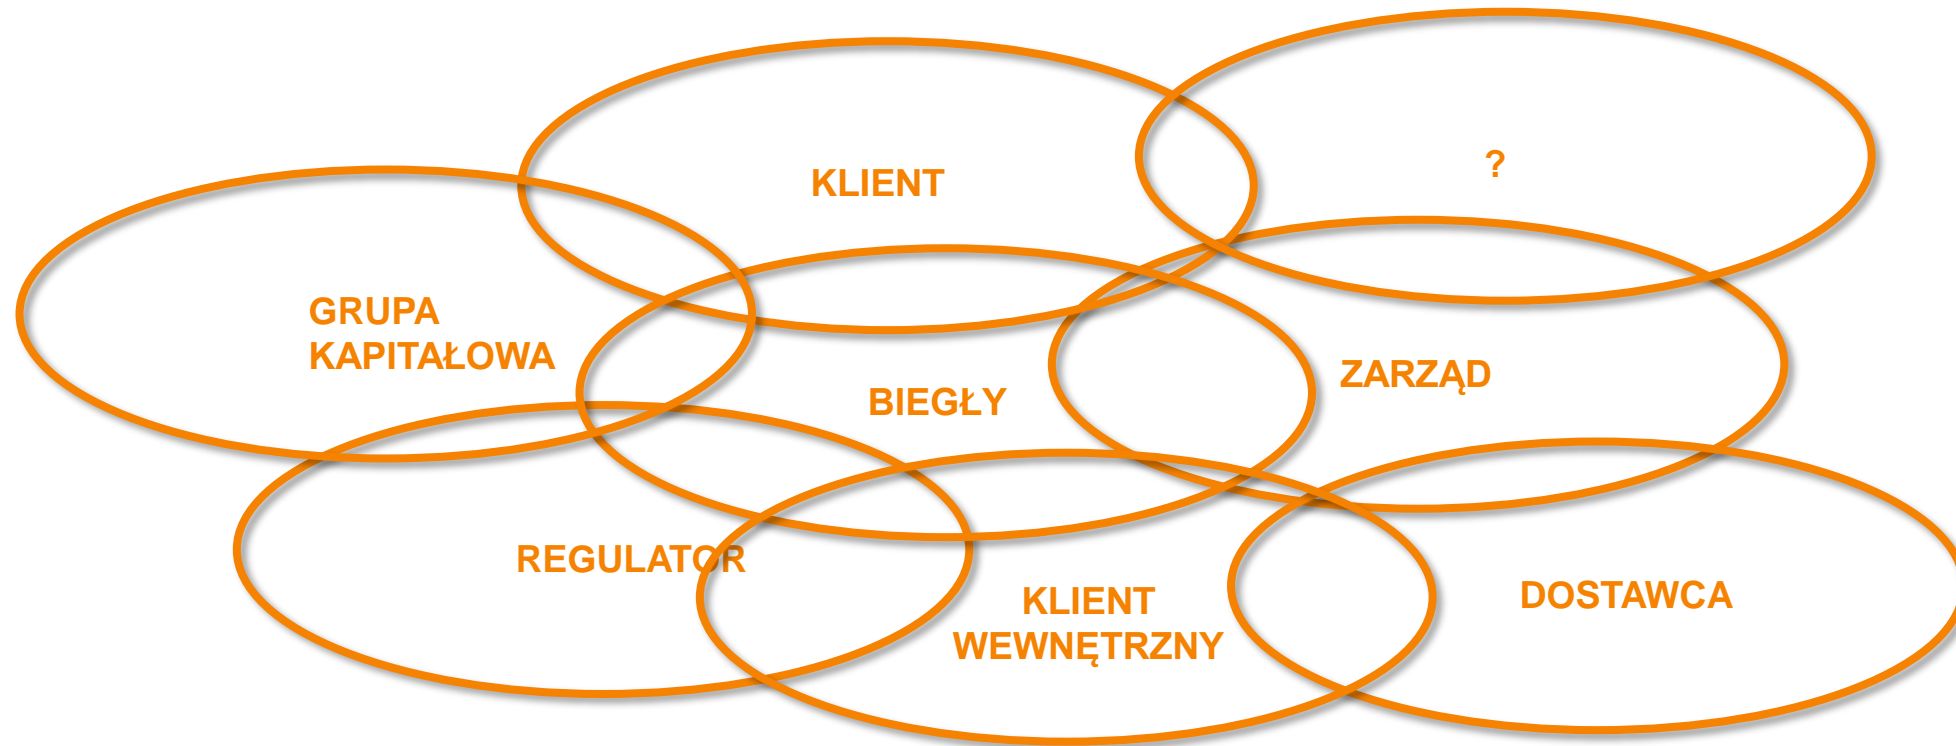 ?
KLIENT
GRUPA
KAPITAŁOWA
ZARZĄD
BIEGŁY
REGULATOR
KLIENT
WEWNĘTRZNY
DOSTAWCA